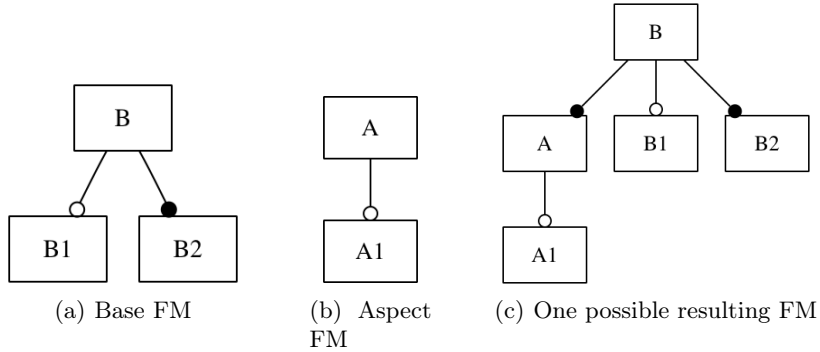 B
B1
B2
(a) Base FM
A
A1
(b) Aspect
FM
B
A
B1
B2
A1
(c) One possible resulting FM